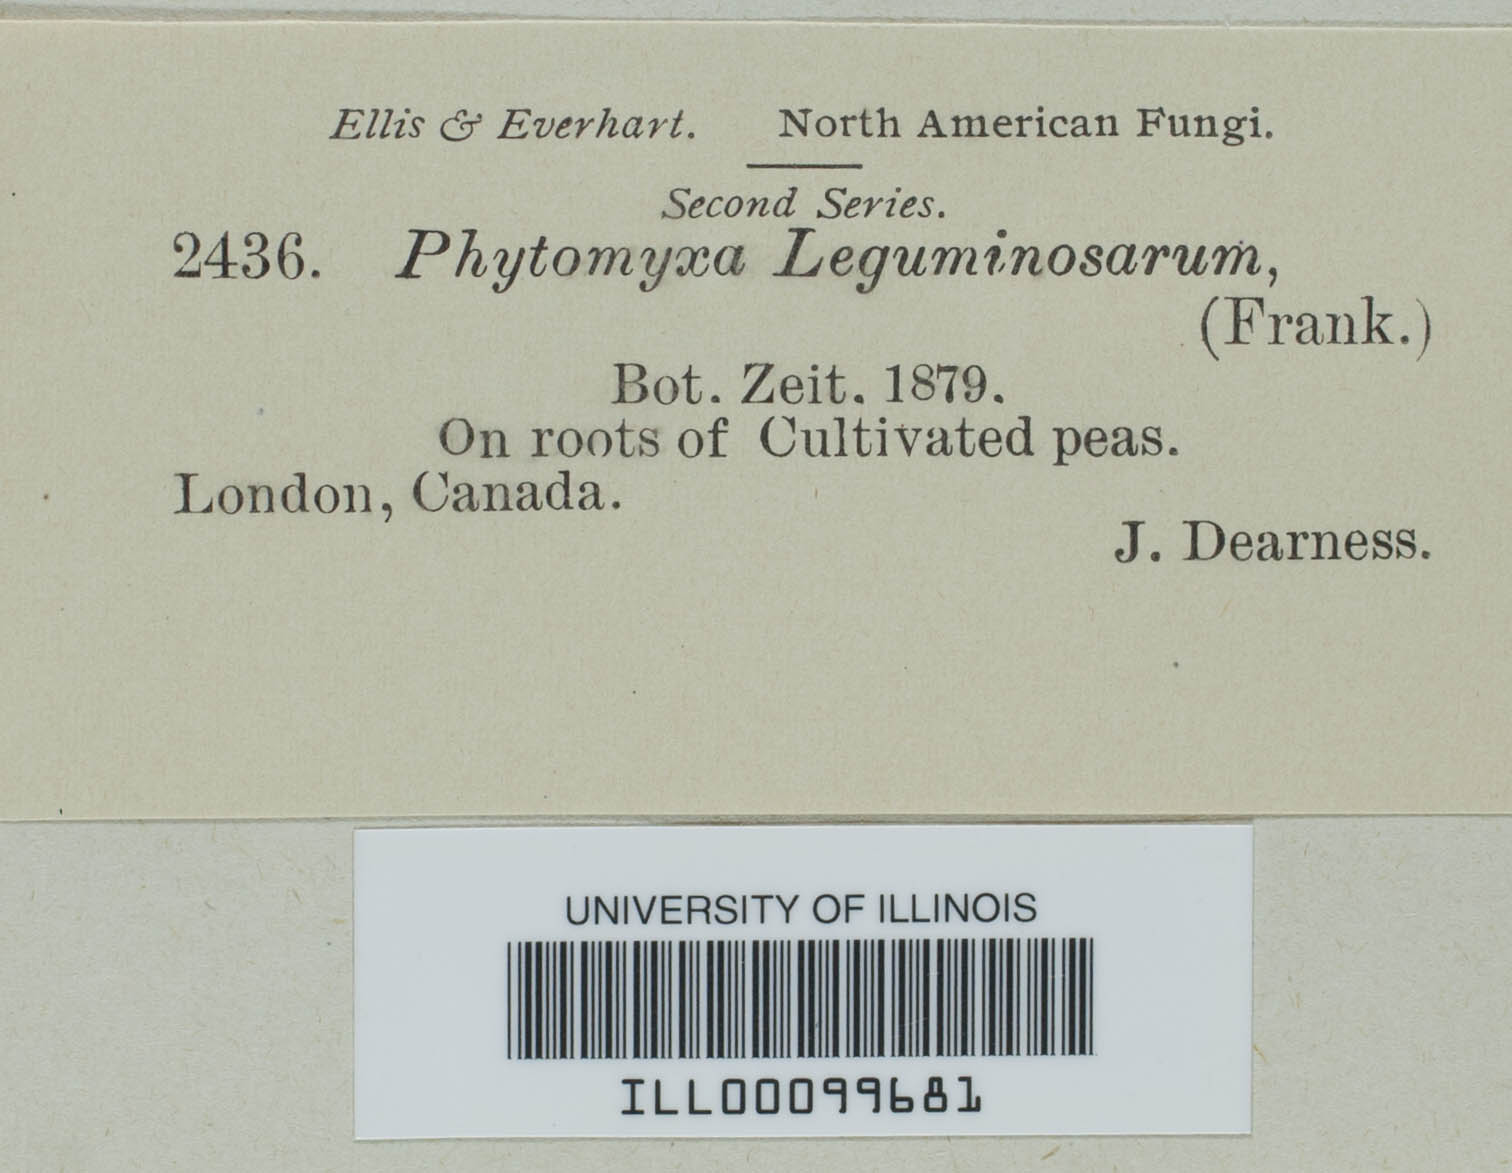 Ellis & Everhart. North American Fungi.
Second Series.
2436. Phytomyxa Leguminosarum,
(Frank.)
Bot. Zeit. 1879.
On roots of Cultivated peas.
London, Canada.
J. Dearness.
UNIVERSITY OF ILLINOIS
ILL00099681